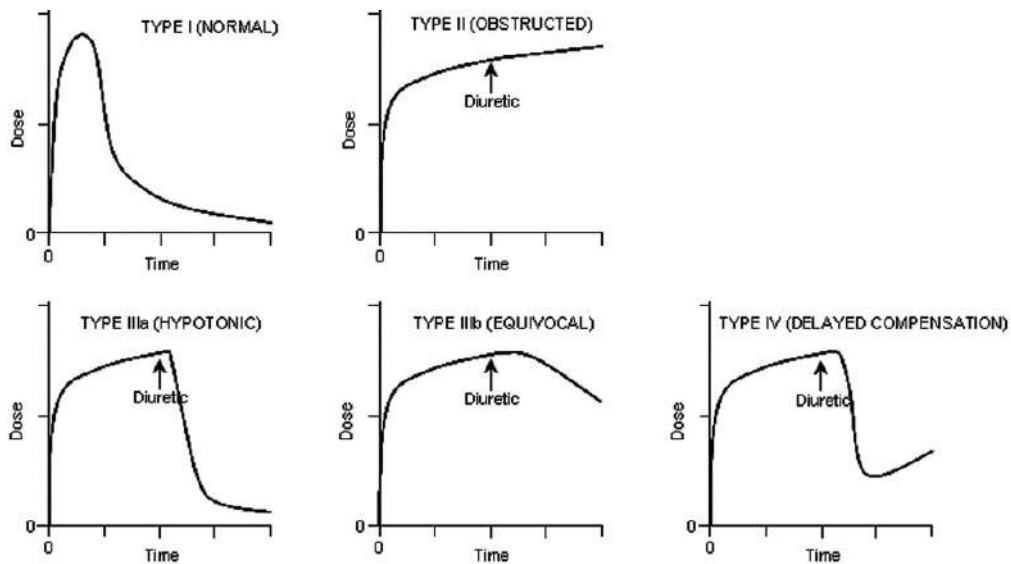 TYPE I (NORMAL)
Dose
0
0
Time
TYPE II (OBSTRUCTED)
Diuretic
Dose
0
0
Time
TYPE IIIa (HYPOTONIC)
Diuretic
Dose
0
0
Time
TYPE IIIb (EQUIVOCAL)
Diuretic
Dose
0
0
Time
TYPE IV (DELAYED COMPENSATION)
Diuretic
Dose
0
0
Time